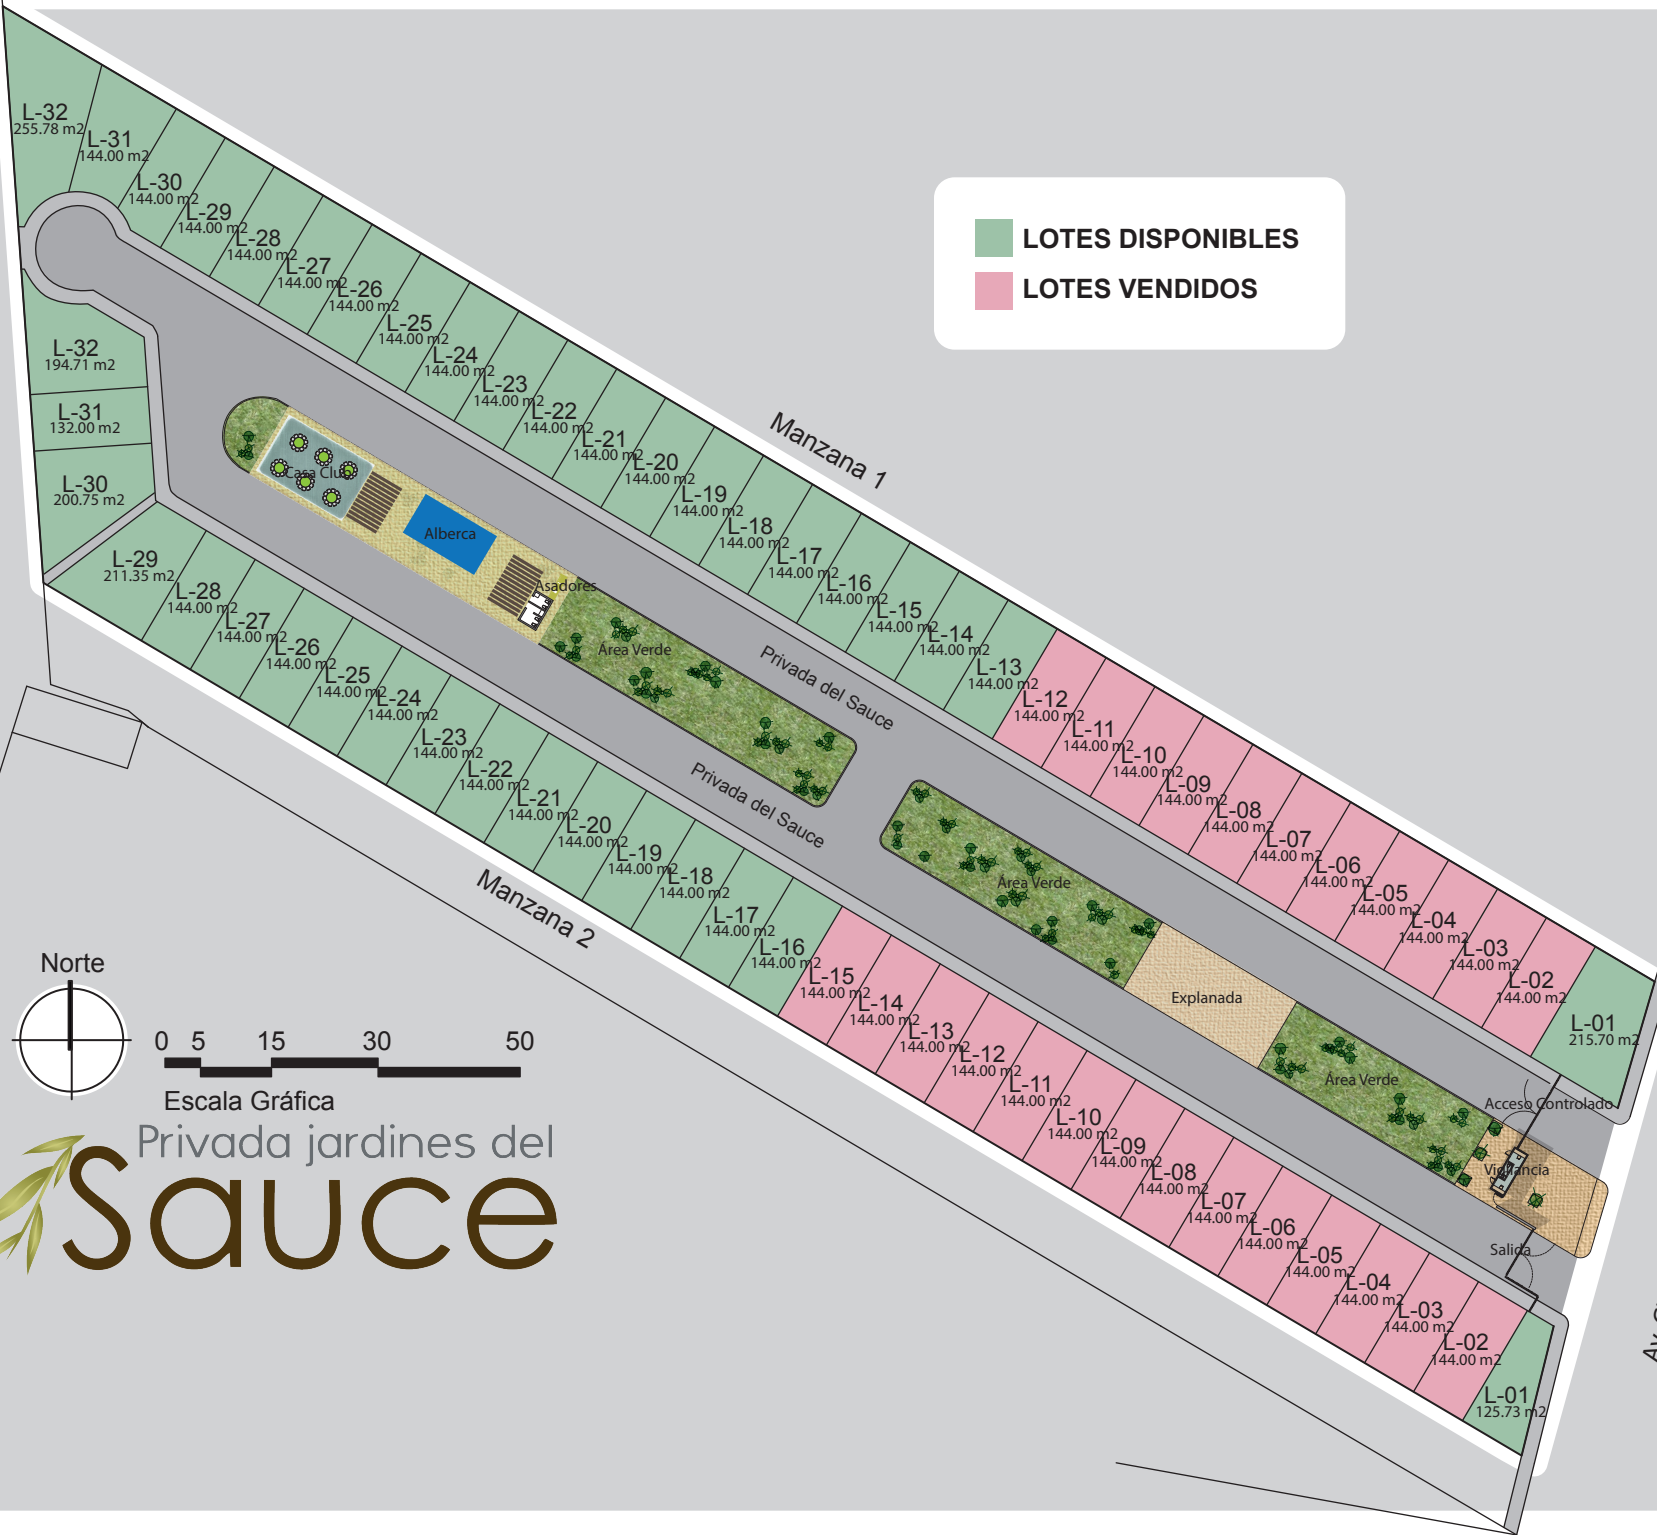 L-32
255.78 m2
L-31
144.00 m2
L-30
144.00 m2
L-29
144.00 m2
L-28
144.00 m2
L-27
144.00 m2
L-26
144.00 m2
L-25
144.00 m2
L-24
144.00 m2
L-23
144.00 m2
L-22
144.00 m2
L-21
144.00 m2
L-20
144.00 m2
L-19
144.00 m2
L-18
144.00 m2
L-17
144.00 m2
L-16
144.00 m2
L-15
144.00 m2
L-14
144.00 m2
L-13
144.00 m2
L-12
144.00 m2
L-11
144.00 m2
L-10
144.00 m2
L-09
144.00 m2
L-08
144.00 m2
L-07
144.00 m2
L-06
144.00 m2
L-05
144.00 m2
L-04
144.00 m2
L-03
144.00 m2
L-02
144.00 m2
L-01
215.70 m2
LOTES DISPONIBLES
LOTES VENDIDOS
Manzana 1
Casa Club
Alberca
Asadores
Área Verde
Privada del Sauce
Privada del Sauce
Área Verde
Explanada
Área Verde
Acceso Controlado
Vigilancia
Salida
L-32
194.71 m2
L-31
132.00 m2
L-30
200.75 m2
L-29
211.35 m2
L-28
144.00 m2
L-27
144.00 m2
L-26
144.00 m2
L-25
144.00 m2
L-24
144.00 m2
L-23
144.00 m2
L-22
144.00 m2
L-21
144.00 m2
L-20
144.00 m2
L-19
144.00 m2
L-18
144.00 m2
L-17
144.00 m2
L-16
144.00 m2
L-15
144.00 m2
L-14
144.00 m2
L-13
144.00 m2
L-12
144.00 m2
L-11
144.00 m2
L-10
144.00 m2
L-09
144.00 m2
L-08
144.00 m2
L-07
144.00 m2
L-06
144.00 m2
L-05
144.00 m2
L-04
144.00 m2
L-03
144.00 m2
L-02
144.00 m2
L-01
125.73 m2
Manzana 2
Norte
0 5 15 30 50
Escala Gráfica
Privada jardines del
Sauce
Av.